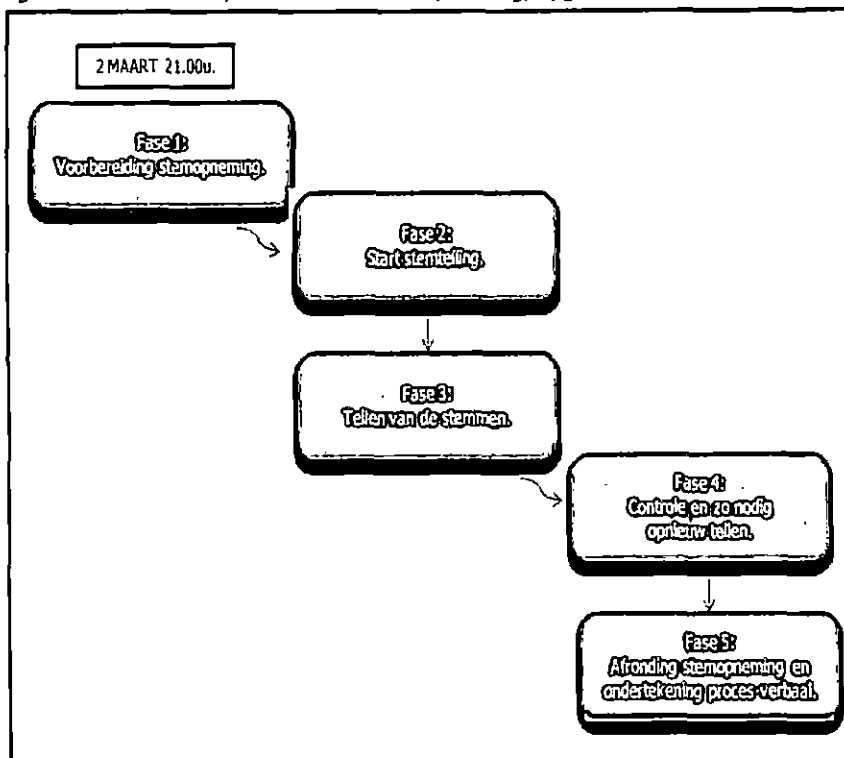 2 MAART 21.00u.
Fase 1:
Voorbereiding stemopneming.
Fase 2:
Start stemtelling.
Fase 3:
Tellen van de stemmen.
Fase 4:
Controle en zo nodig
opnieuw tellen.
Fase 5:
Afronding stemopneming en
ondertekening proces-verbaal.